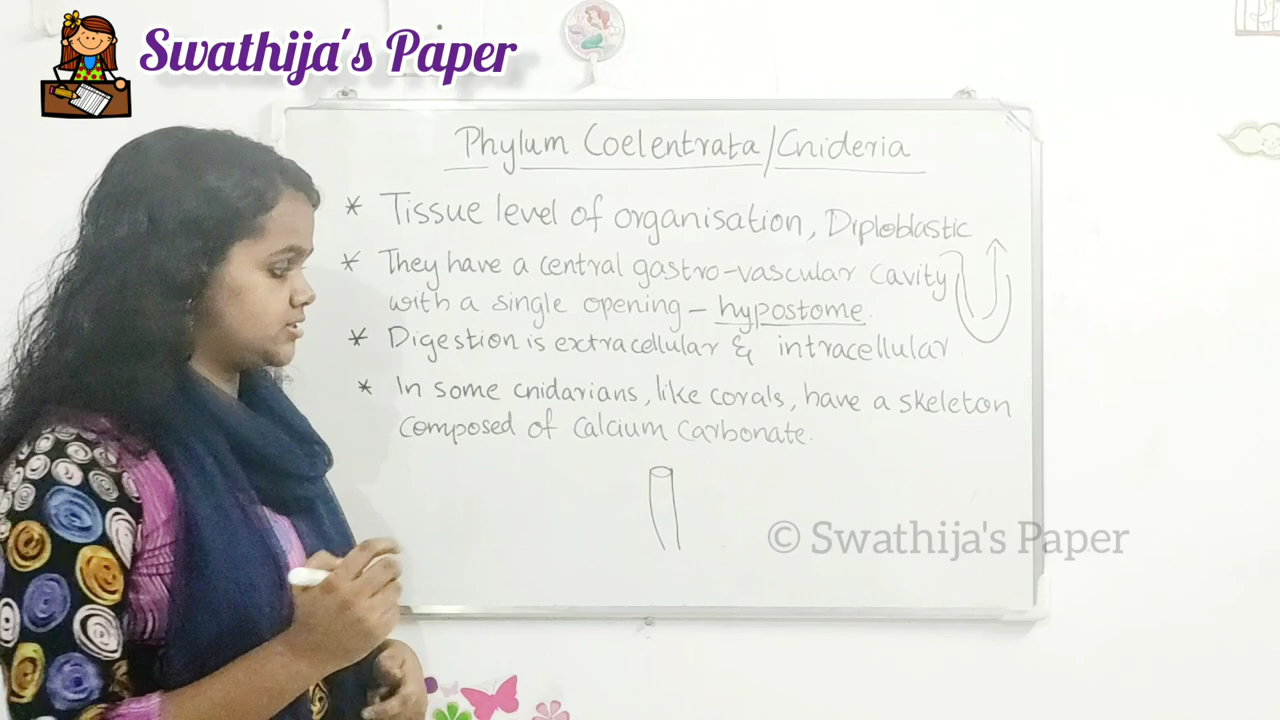 Swathija's Paper
Phylum Coelentrata/Cnideria
* Tissue level of organisation, Diploblastic
* They have a central gastro-vascular cavity
with a single opening – hypostome.
* Digestion is extracellular & intracellular.
* In some cnidarians, like corals, have a skeleton
composed of calcium carbonate.
© Swathija's Paper